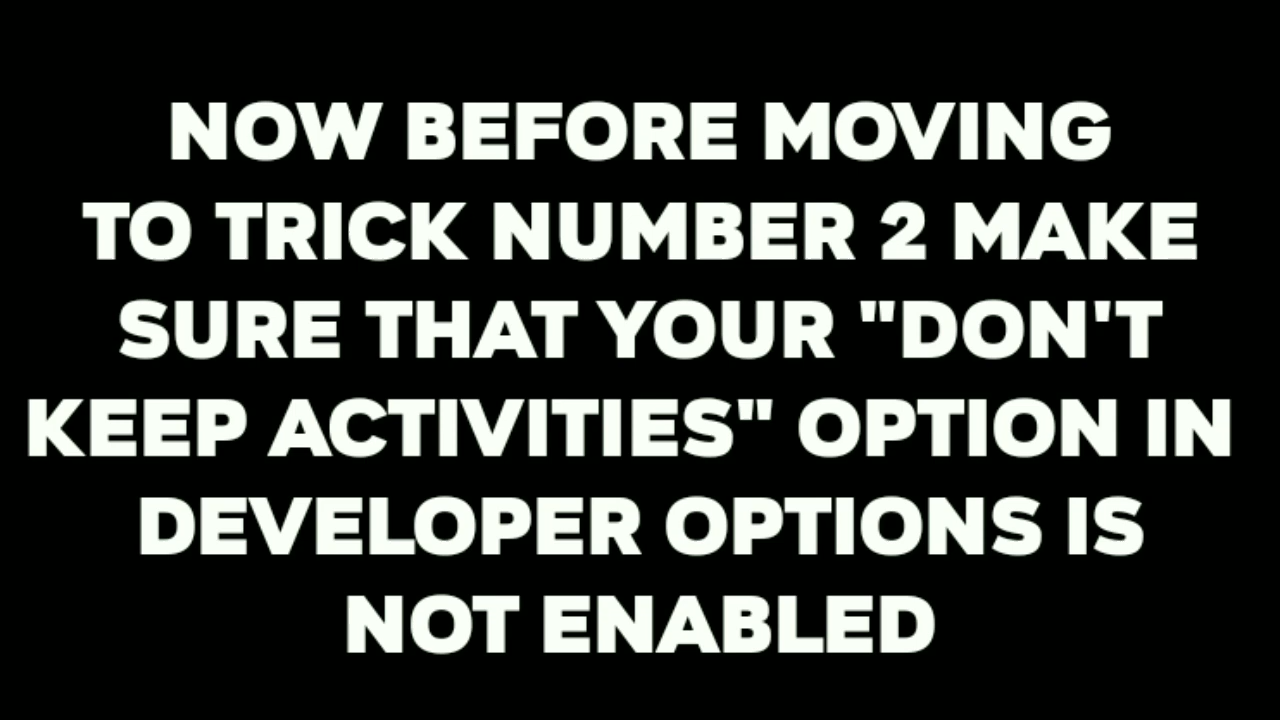 NOW BEFORE MOVING
TO TRICK NUMBER 2 MAKE
SURE THAT YOUR "DON'T
KEEP ACTIVITIES" OPTION IN
DEVELOPER OPTIONS IS
NOT ENABLED